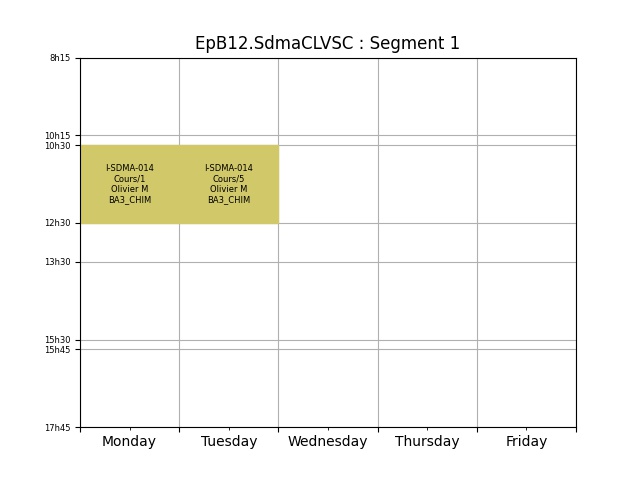 EpB12.SdmaCLVSC : Segment 1
8h15
10h15
10h30
I-SDMA-014
Cours/1
Olivier M
BA3_CHIM
I-SDMA-014
Cours/5
Olivier M
BA3_CHIM
12h30
13h30
15h30
15h45
17h45
Monday
Tuesday
Wednesday
Thursday
Friday